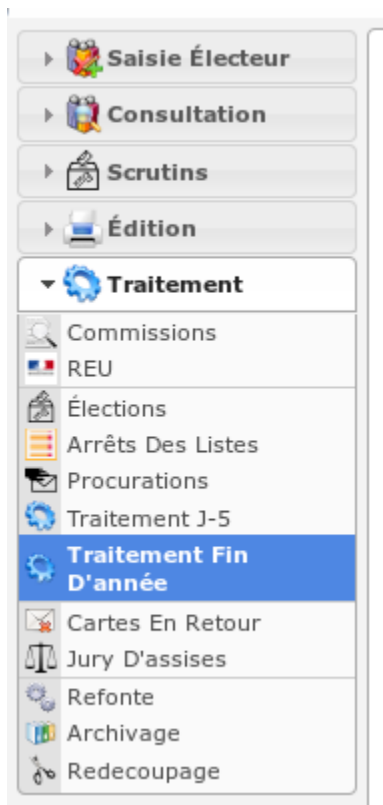 Saisie Électeur
Consultation
Scrutins
Édition
Traitement
Commissions
REU
Élections
Arrêts Des Listes
Procurations
Traitement J-5
Traitement Fin
D'année
Cartes En Retour
Jury D'assises
Refonte
Archivage
Redecoupage